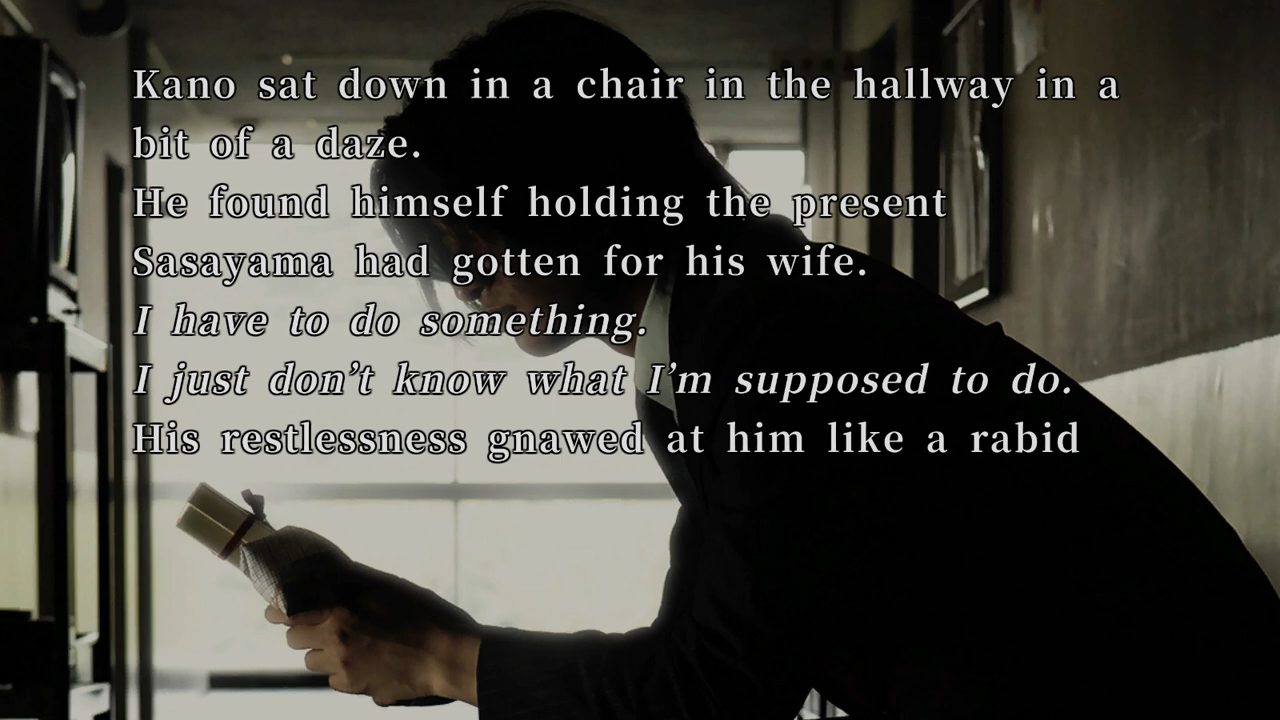 Kano sat down in a chair in the hallway in a
bit of a daze.
He found himself holding the present
Sasayama had gotten for his wife.
I have to do something.
I just don’t know what I’m supposed to do.
His restlessness gnawed at him like a rabid